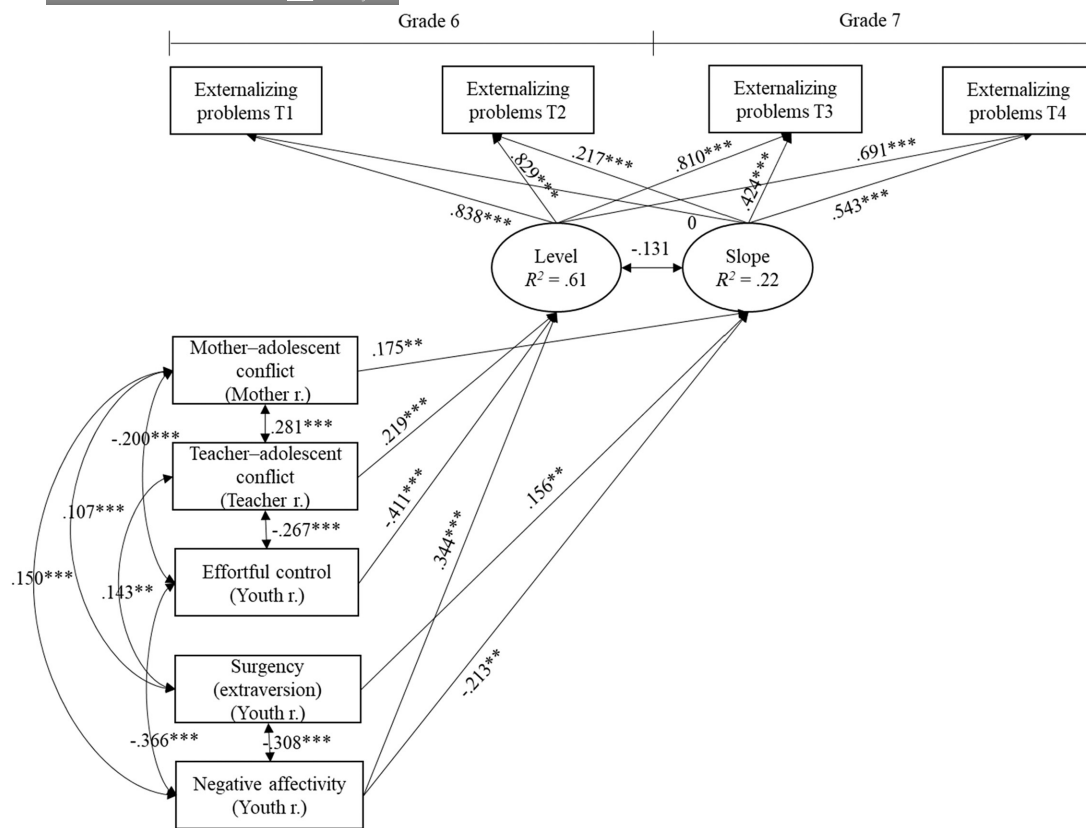 Grade 6
Grade 7
Externalizing
problems T1
Externalizing
problems T2
Externalizing
problems T3
Externalizing
problems T4
.838***
.829***
.217***
.810***
.424***
.691***
.543***
0
Level
R² = .61
-.131
Slope
R² = .22
Mother–adolescent
conflict
(Mother r.)
.175**
.281***
-.200***
Teacher–adolescent
conflict
(Teacher r.)
.219***
-.267***
.107***
-.411***
.156**
.344***
Effortful control
(Youth r.)
.150***
.143**
Surgency
(extraversion)
(Youth r.)
-.213**
-.366***
-.308***
Negative affectivity
(Youth r.)